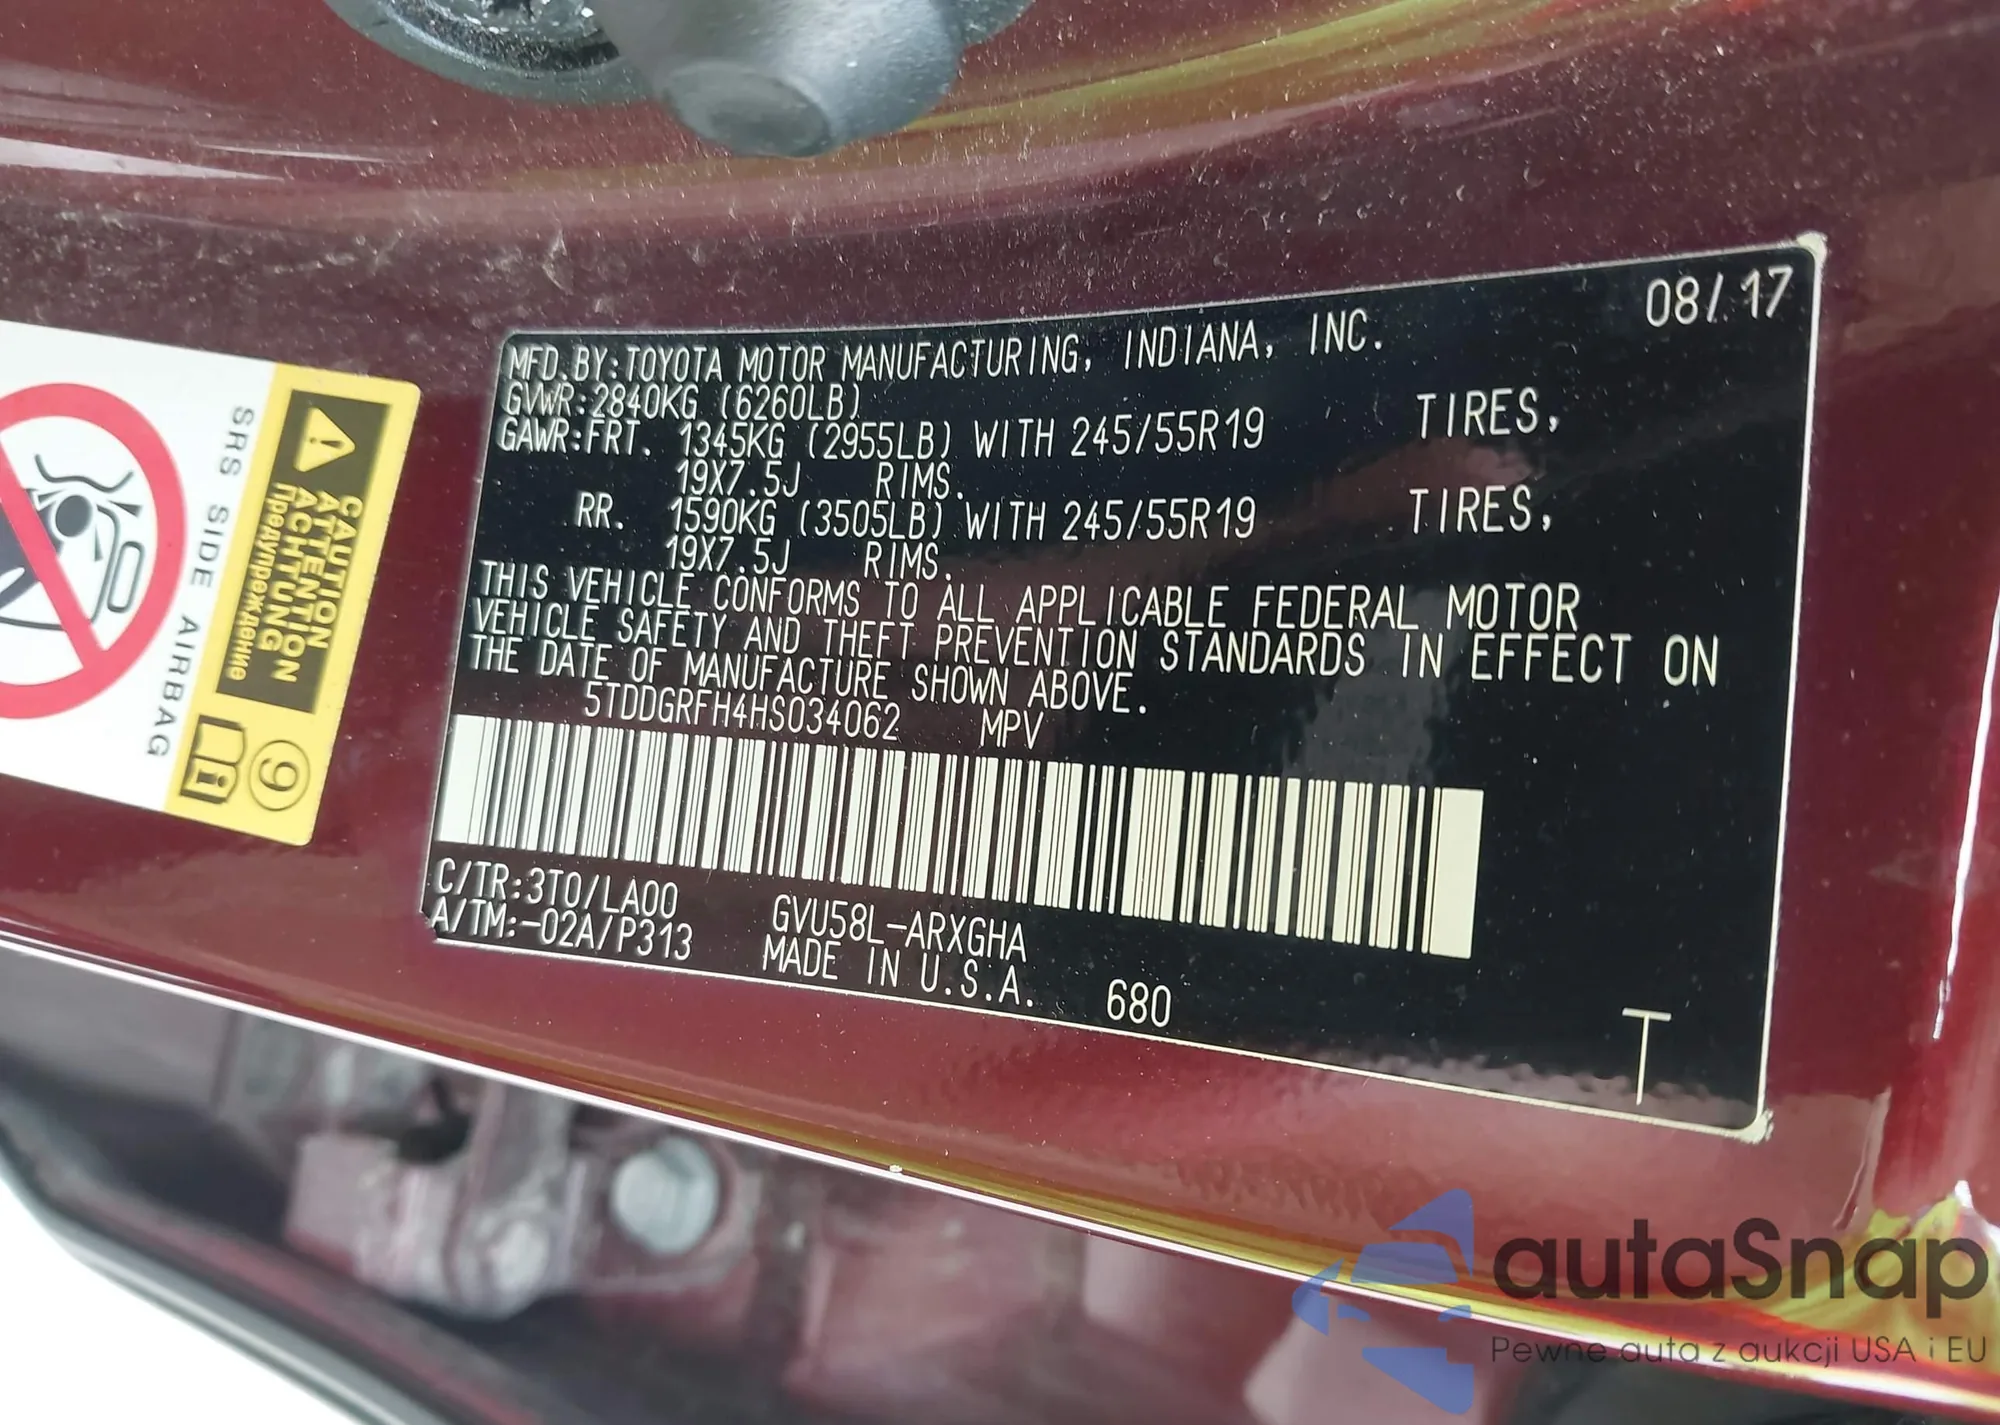 08/17
MFD.BY:TOYOTA MOTOR MANUFACTURING, INDIANA, INC.
GVWR:2840KG (6260LB)
GAWR:FRT. 1345KG (2955LB) WITH 245/55R19 TIRES,
19X7.5J RIMS.
RR. 1590KG (3505LB) WITH 245/55R19 TIRES,
19X7.5J RIMS.
THIS VEHICLE CONFORMS TO ALL APPLICABLE FEDERAL MOTOR
VEHICLE SAFETY AND THEFT PREVENTION STANDARDS IN EFFECT ON
THE DATE OF MANUFACTURE SHOWN ABOVE.
5TDDGRFH4HS034062 MPV
C/TR:3T0/LA00 GVU58L-ARXGHA
A/TM:-02A/P313 MADE IN U.S.A. 680
T
CAUTION
ATTENTION
ACHTUNG
Предупреждение
SRS SIDE AIRBAG
9
autaSnap
Pewne auta z aukcji USA i EU